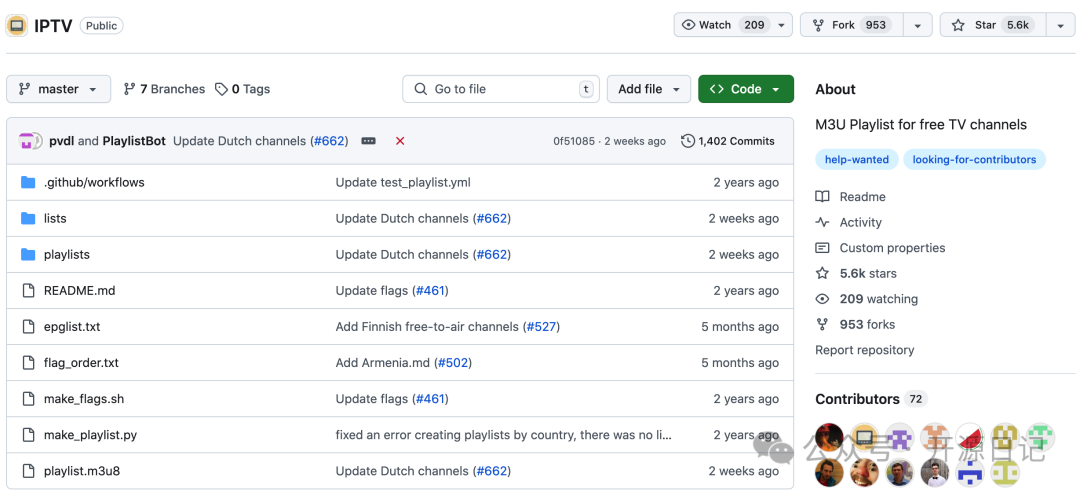 IPTV Public Watch 209 Fork 953 Star 5.6k
master 7 Branches 0 Tags Go to file t Add file Code
pvdl and PlaylistBot Update Dutch channels (#662) 0f51085 · 2 weeks ago 1,402 Commits
.github/workflows Update test_playlist.yml 2 years ago
lists Update Dutch channels (#662) 2 weeks ago
playlists Update Dutch channels (#662) 2 weeks ago
README.md Update flags (#461) 2 years ago
epglist.txt Add Finnish free-to-air channels (#527) 5 months ago
flag_order.txt Add Armenia.md (#502) 5 months ago
make_flags.sh Update flags (#461) 2 years ago
make_playlist.py fixed an error creating playlists by country, there was no li... 2 years ago
playlist.m3u8 Update Dutch channels (#662) 2 weeks ago
About
M3U Playlist for free TV channels
help-wanted looking-for-contributors
Readme
Activity
Custom properties
5.6k stars
209 watching
953 forks
Report repository
Contributors 72
公众号 · 开源日记